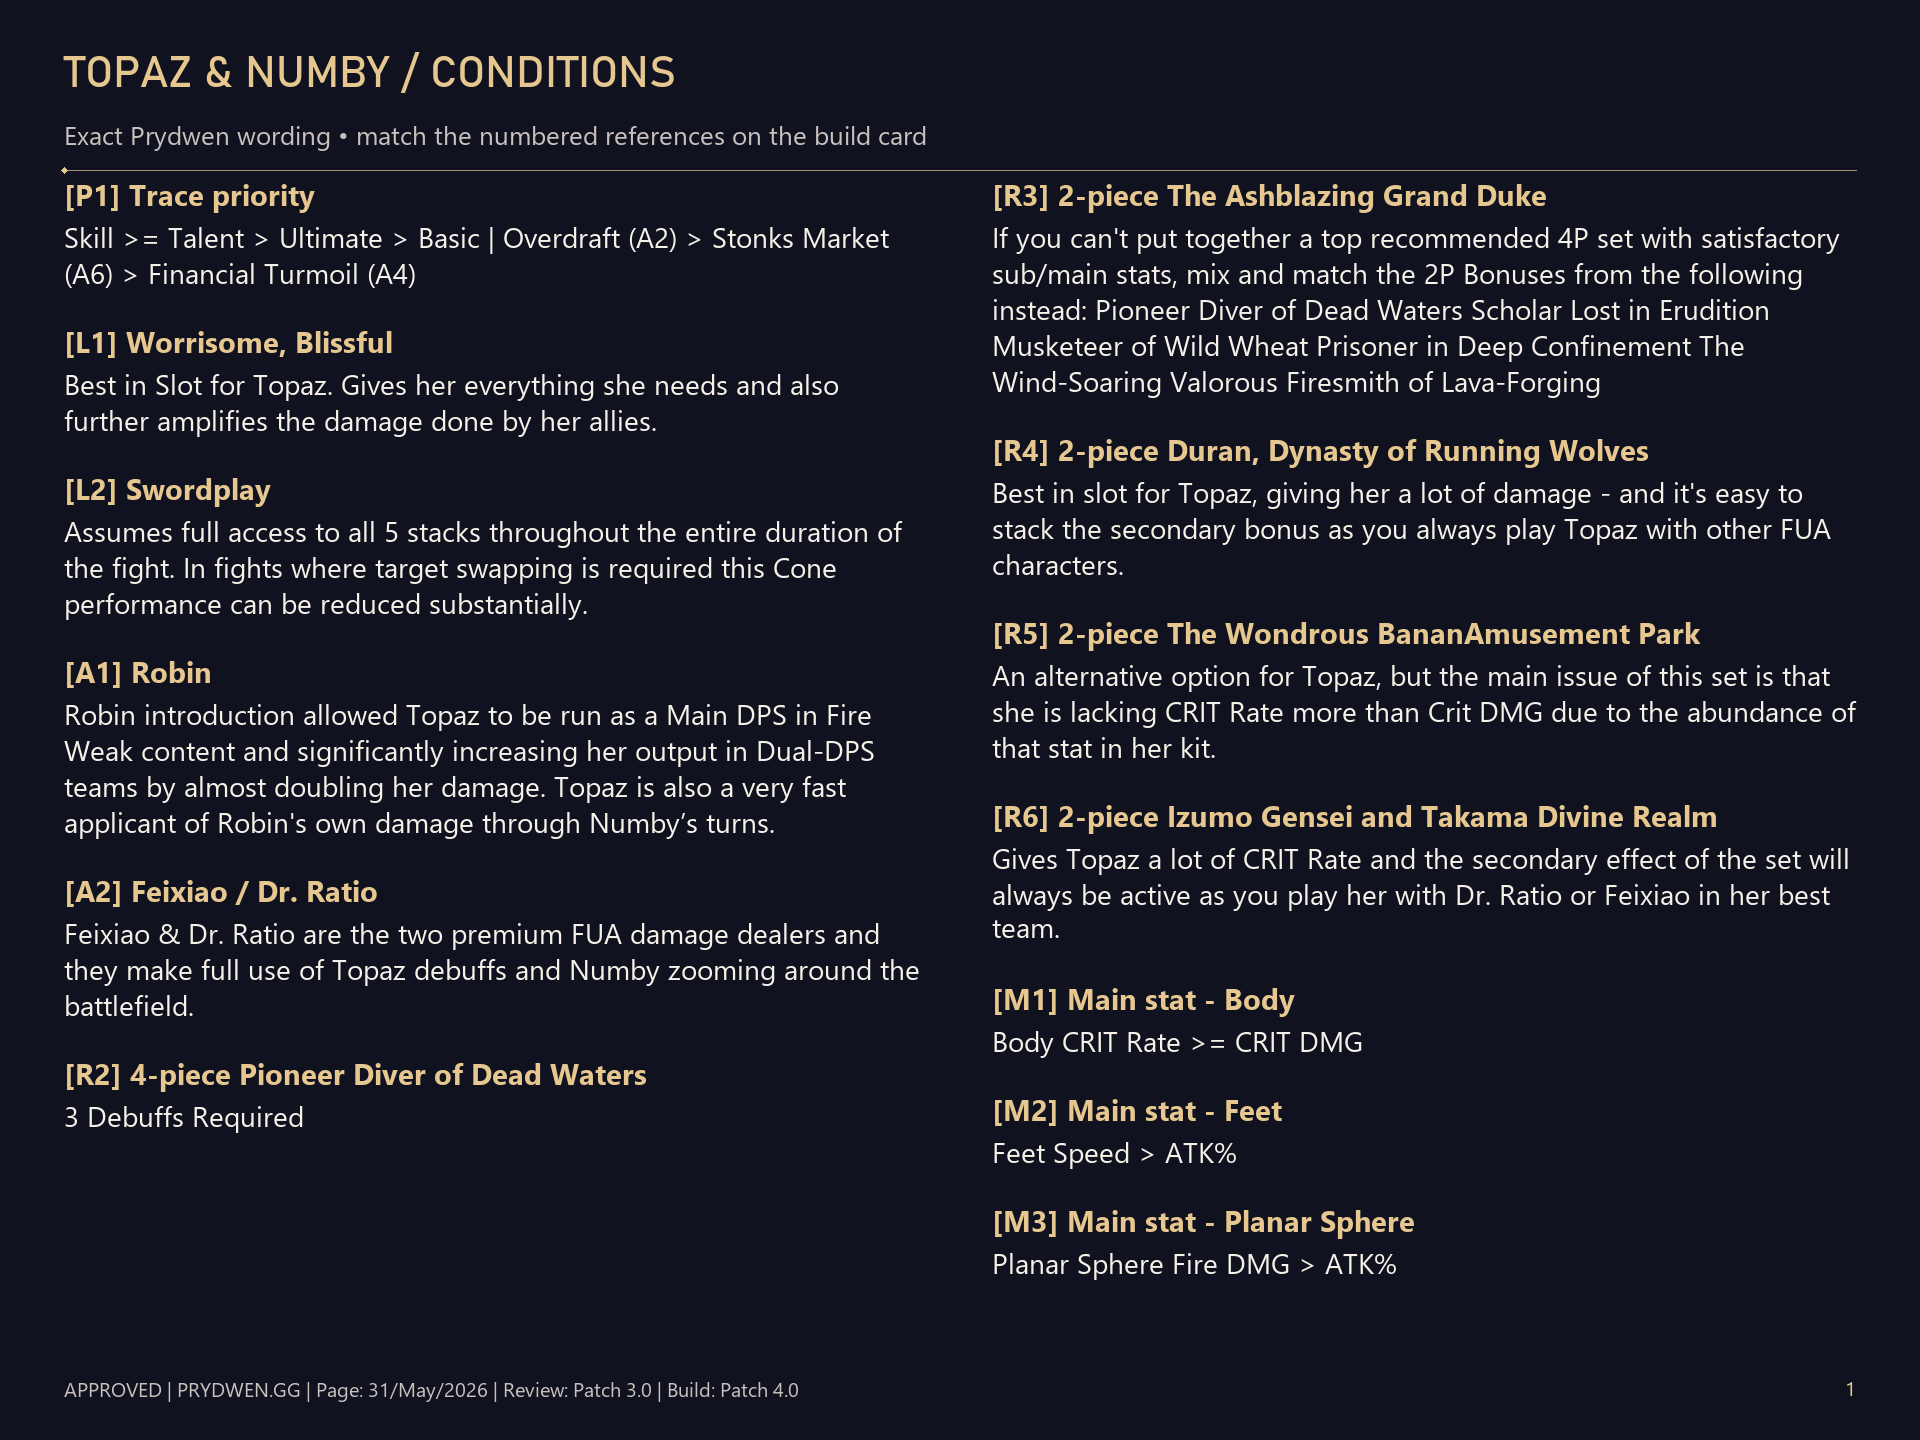 TOPAZ & NUMBY / CONDITIONS
Exact Prydwen wording • match the numbered references on the build card
[P1] Trace priority
Skill >= Talent > Ultimate > Basic | Overdraft (A2) > Stonks Market
(A6) > Financial Turmoil (A4)
[L1] Worrisome, Blissful
Best in Slot for Topaz. Gives her everything she needs and also
further amplifies the damage done by her allies.
[L2] Swordplay
Assumes full access to all 5 stacks throughout the entire duration of
the fight. In fights where target swapping is required this Cone
performance can be reduced substantially.
[A1] Robin
Robin introduction allowed Topaz to be run as a Main DPS in Fire
Weak content and significantly increasing her output in Dual-DPS
teams by almost doubling her damage. Topaz is also a very fast
applicant of Robin's own damage through Numby’s turns.
[A2] Feixiao / Dr. Ratio
Feixiao & Dr. Ratio are the two premium FUA damage dealers and
they make full use of Topaz debuffs and Numby zooming around the
battlefield.
[R2] 4-piece Pioneer Diver of Dead Waters
3 Debuffs Required
[R3] 2-piece The Ashblazing Grand Duke
If you can't put together a top recommended 4P set with satisfactory
sub/main stats, mix and match the 2P Bonuses from the following
instead: Pioneer Diver of Dead Waters Scholar Lost in Erudition
Musketeer of Wild Wheat Prisoner in Deep Confinement The
Wind-Soaring Valorous Firesmith of Lava-Forging
[R4] 2-piece Duran, Dynasty of Running Wolves
Best in slot for Topaz, giving her a lot of damage - and it's easy to
stack the secondary bonus as you always play Topaz with other FUA
characters.
[R5] 2-piece The Wondrous BananAmusement Park
An alternative option for Topaz, but the main issue of this set is that
she is lacking CRIT Rate more than Crit DMG due to the abundance of
that stat in her kit.
[R6] 2-piece Izumo Gensei and Takama Divine Realm
Gives Topaz a lot of CRIT Rate and the secondary effect of the set will
always be active as you play her with Dr. Ratio or Feixiao in her best
team.
[M1] Main stat - Body
Body CRIT Rate >= CRIT DMG
[M2] Main stat - Feet
Feet Speed > ATK%
[M3] Main stat - Planar Sphere
Planar Sphere Fire DMG > ATK%
APPROVED | PRYDWEN.GG | Page: 31/May/2026 | Review: Patch 3.0 | Build: Patch 4.0
1